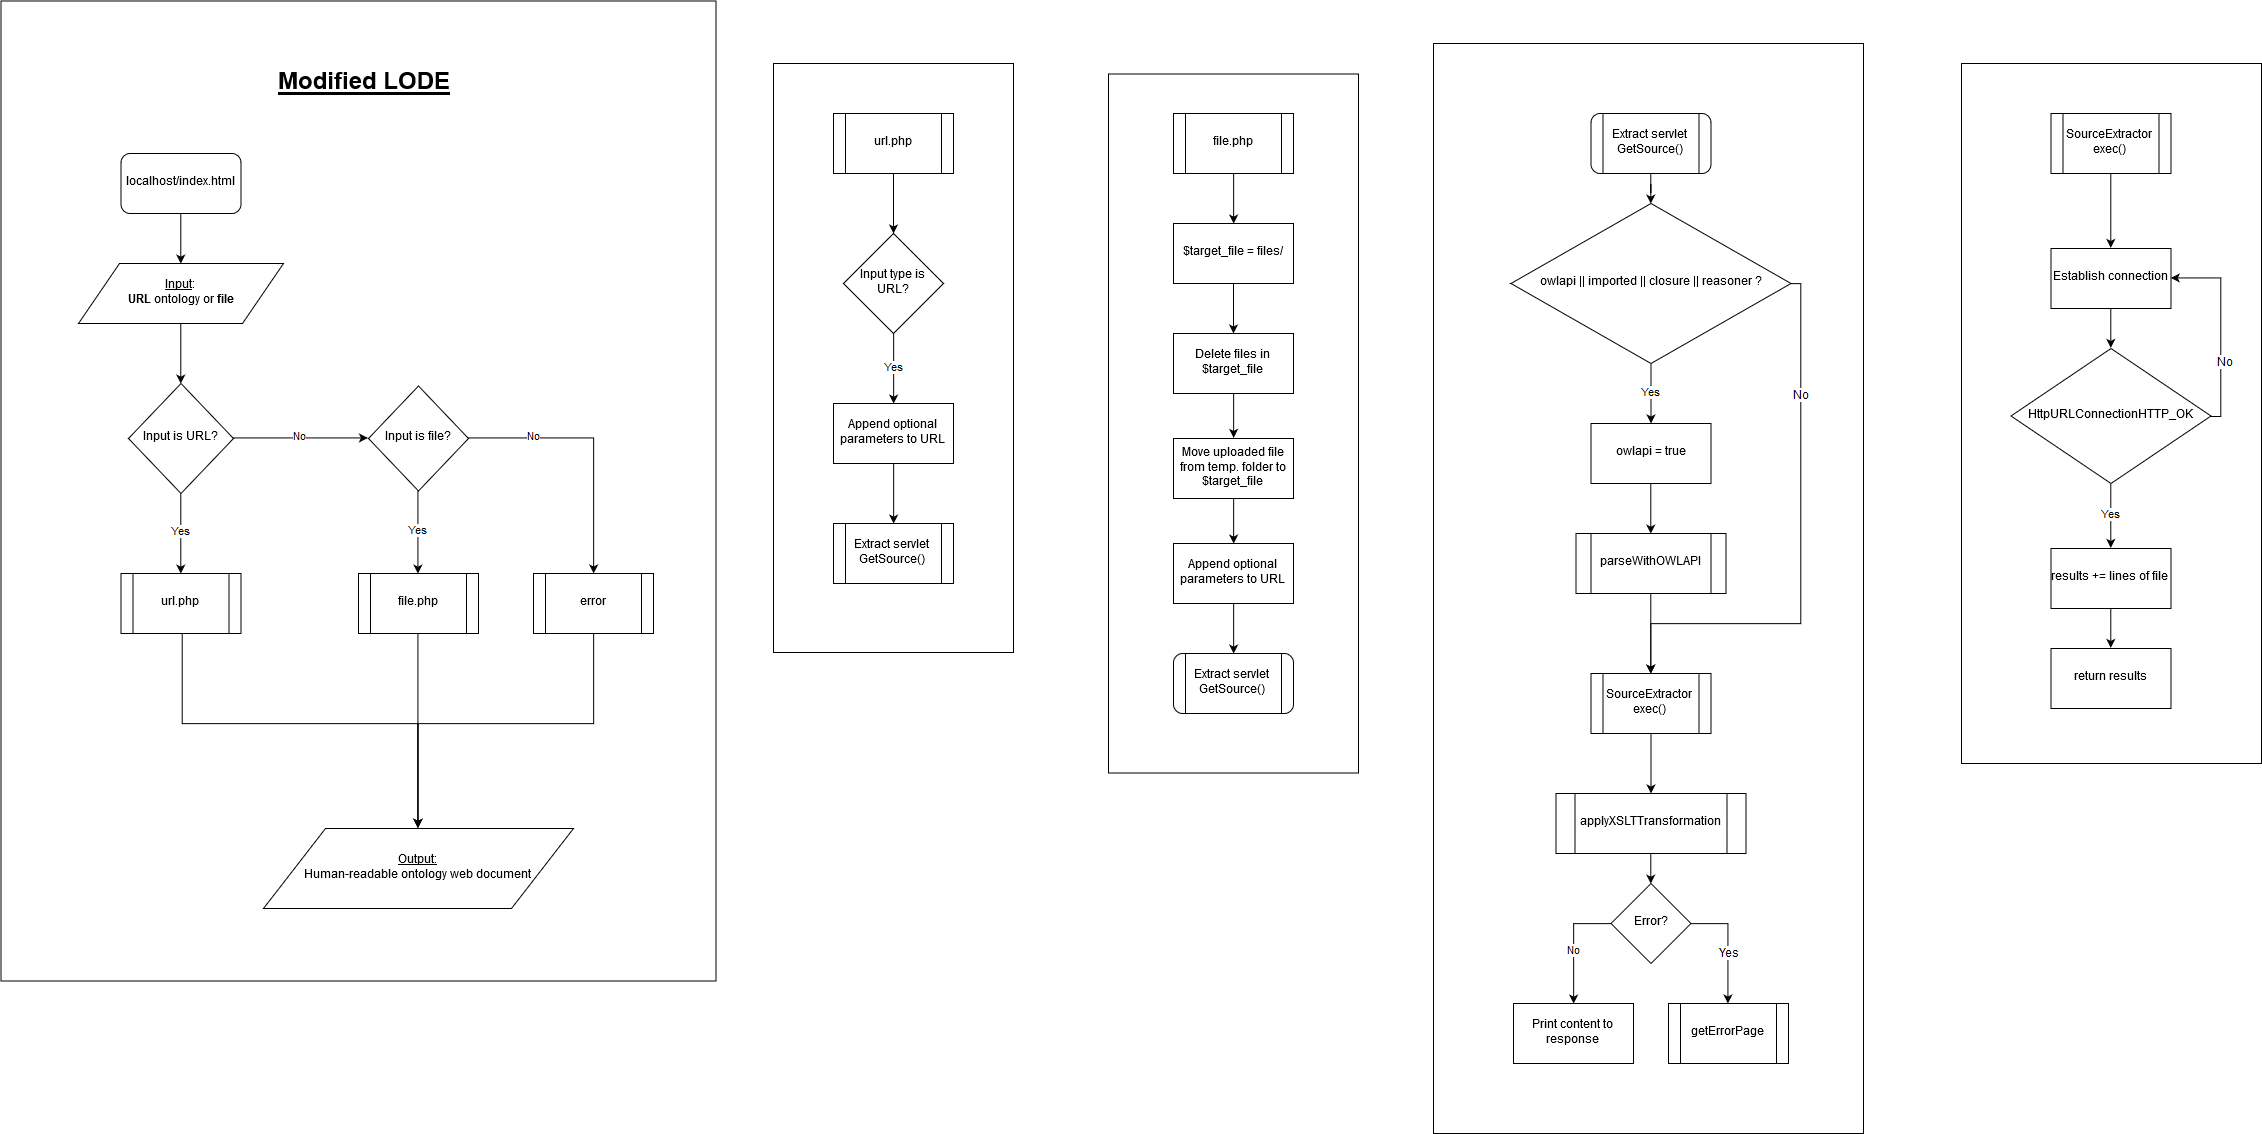 Modified LODE
localhost/index.html
Input:
URL ontology or file
Input is URL?
No
Input is file?
No
Yes
Yes
url.php
file.php
error
Output:
Human-readable ontology web document
url.php
Input type is
URL?
Yes
Append optional
parameters to URL
Extract servlet
GetSource()
file.php
$target_file = files/
Delete files in
$target_file
Move uploaded file
from temp. folder to
$target_file
Append optional
parameters to URL
Extract servlet
GetSource()
Extract servlet
GetSource()
owlapi || imported || closure || reasoner ?
Yes
No
owlapi = true
parseWithOWLAPI
SourceExtractor
exec()
applyXSLTTransformation
Error?
No
Yes
Print content to
response
getErrorPage
SourceExtractor
exec()
Establish connection
No
HttpURLConnectionHTTP_OK
Yes
results += lines of file
return results